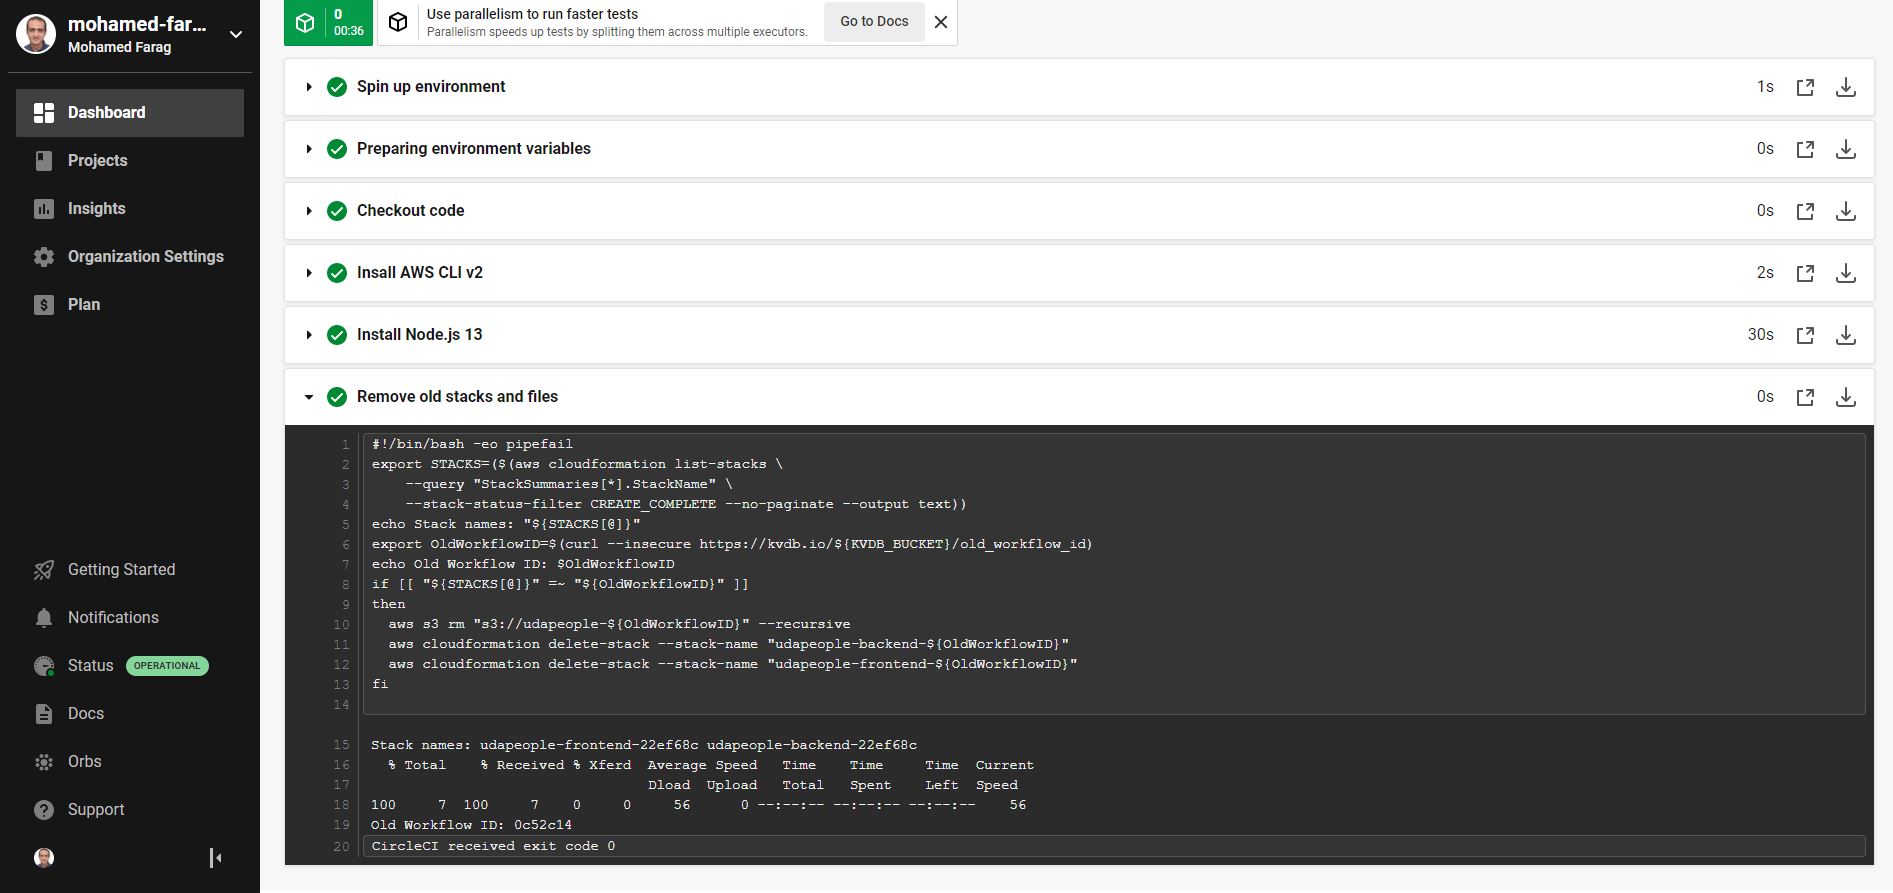 mohamed-far...
Mohamed Farag
Dashboard
Projects
Insights
Organization Settings
Plan
Getting Started
Notifications
Status OPERATIONAL
Docs
Orbs
Support
0
00:36
Use parallelism to run faster tests
Parallelism speeds up tests by splitting them across multiple executors.
Go to Docs
Spin up environment 1s
Preparing environment variables 0s
Checkout code 0s
Insall AWS CLI v2 2s
Install Node.js 13 30s
Remove old stacks and files 0s
1 #!/bin/bash -eo pipefail
2 export STACKS=($(aws cloudformation list-stacks \
3 --query "StackSummaries[*].StackName" \
4 --stack-status-filter CREATE_COMPLETE --no-paginate --output text))
5 echo Stack names: "${STACKS[@]}"
6 export OldWorkflowID=$(curl --insecure https://kvdb.io/${KVDB_BUCKET}/old_workflow_id)
7 echo Old Workflow ID: $OldWorkflowID
8 if [[ "${STACKS[@]}" =~ "${OldWorkflowID}" ]]
9 then
10 aws s3 rm "s3://udapeople-${OldWorkflowID}" --recursive
11 aws cloudformation delete-stack --stack-name "udapeople-backend-${OldWorkflowID}"
12 aws cloudformation delete-stack --stack-name "udapeople-frontend-${OldWorkflowID}"
13 fi
14
15 Stack names: udapeople-frontend-22ef68c udapeople-backend-22ef68c
16 % Total % Received % Xferd Average Speed Time Time Time Current
17 Dload Upload Total Spent Left Speed
18 100 7 100 7 0 0 56 0 --:--:-- --:--:-- --:--:-- 56
19 Old Workflow ID: 0c52c14
20 CircleCI received exit code 0